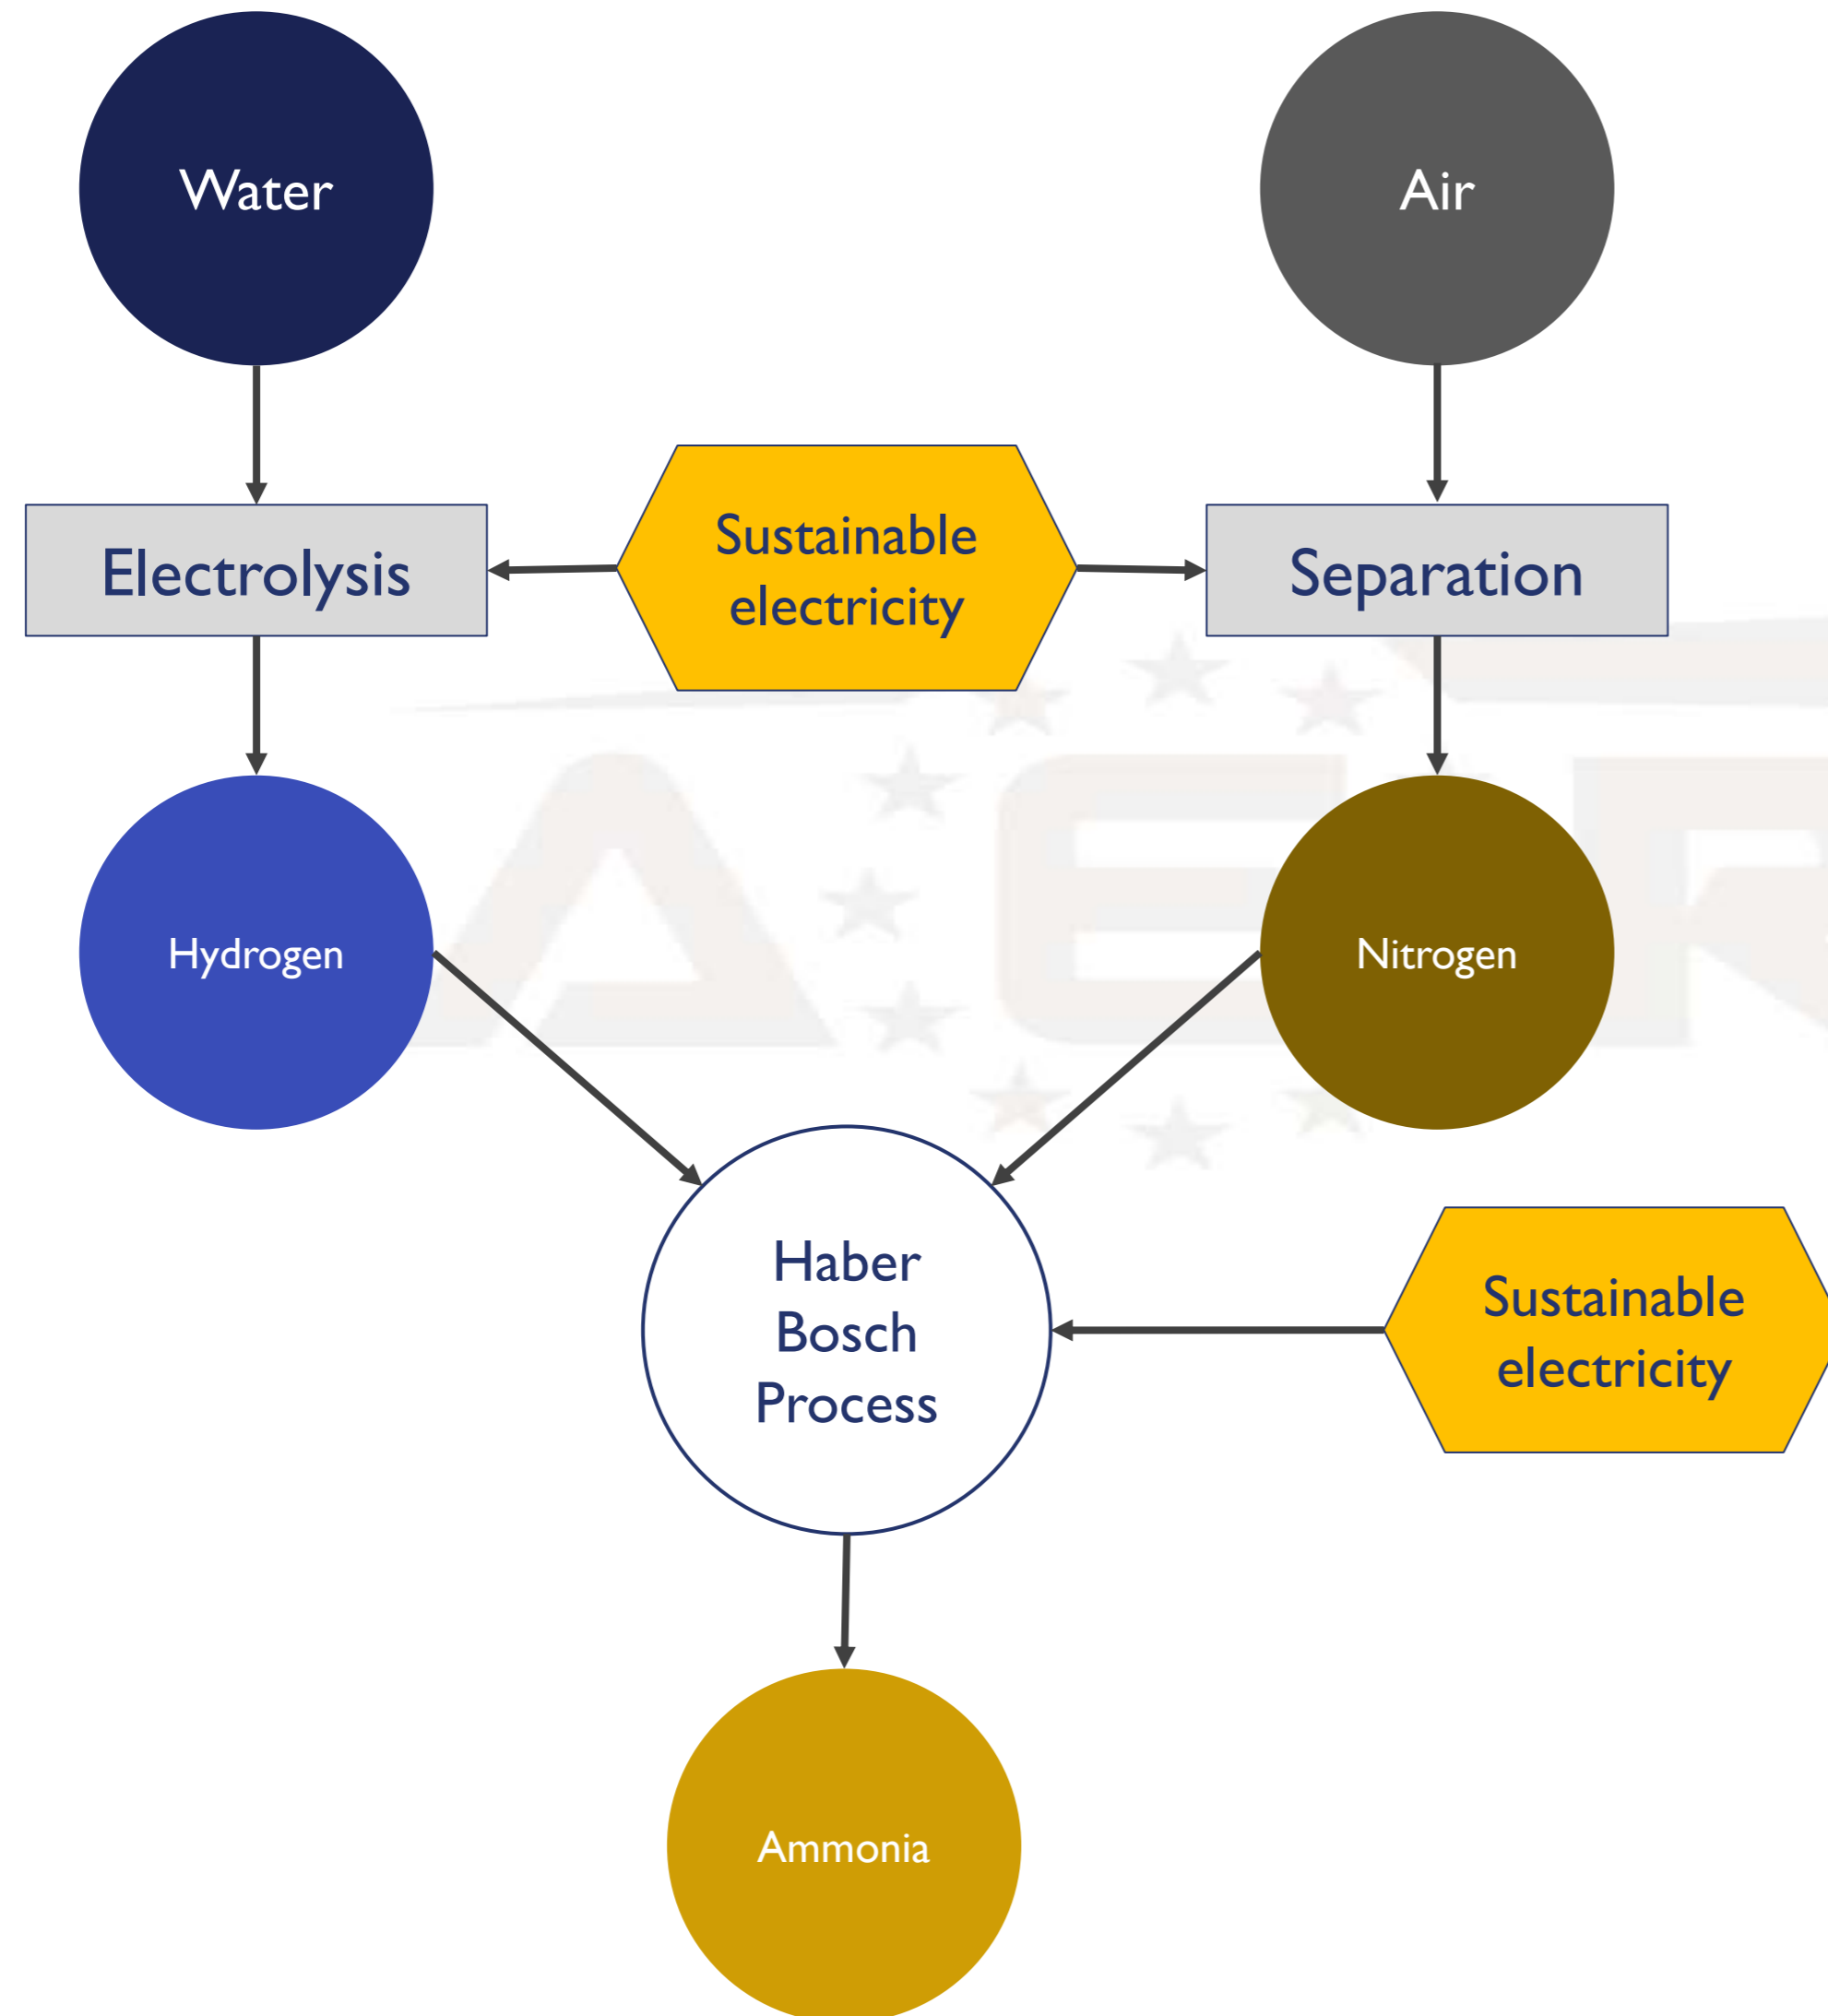 Water
Air
Sustainable
electricity
Electrolysis
Separation
Hydrogen
Nitrogen
Haber
Bosch
Process
Sustainable
electricity
Ammonia